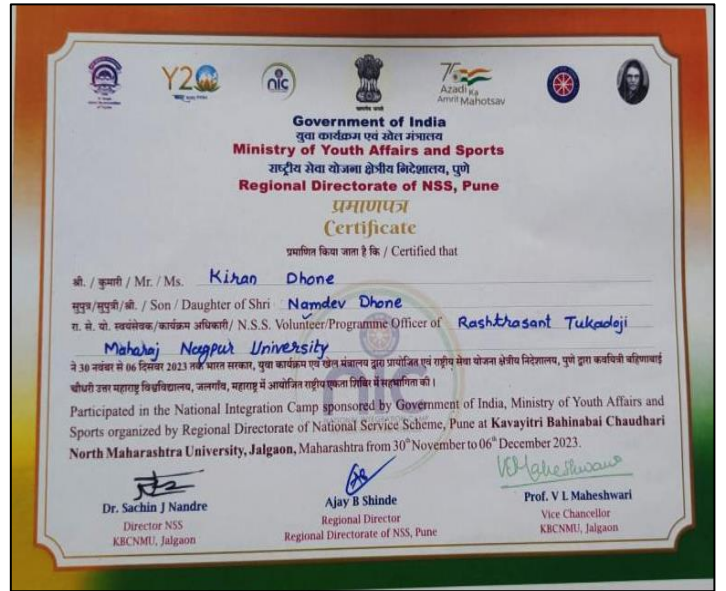 Y20
nic
75
Azadi Ka
Amrit Mahotsav
Government of India
युवा कार्यक्रम एवं खेल मंत्रालय
Ministry of Youth Affairs and Sports
राष्ट्रीय सेवा योजना क्षेत्रीय निदेशालय, पुणे
Regional Directorate of NSS, Pune
प्रमाणपत्र
Certificate
प्रमाणित किया जाता है कि / Certified that
श्री. / कुमारी / Mr. / Ms. Kiran Dhone
सुपुत्र/सुपुत्री/श्री. / Son / Daughter of Shri Namdev Dhone
रा. से. यो. स्वयंसेवक/कार्यक्रम अधिकारी/ N.S.S. Volunteer/Programme Officer of Rashtrasant Tukadoji
Maharaj Nagpur University
ने 30 नवंबर से 06 दिसंबर 2023 तक भारत सरकार, युवा कार्यक्रम एवं खेल मंत्रालय द्वारा प्रायोजित एवं राष्ट्रीय सेवा योजना क्षेत्रीय निदेशालय, पुणे द्वारा कवयित्री बहिणाबाई
चौधरी उत्तर महाराष्ट्र विश्वविद्यालय, जलगाँव, महाराष्ट्र में आयोजित राष्ट्रीय एकता शिविर में सहभागिता की।
Participated in the National Integration Camp sponsored by Government of India, Ministry of Youth Affairs and
Sports organized by Regional Directorate of National Service Scheme, Pune at Kavayitri Bahinabai Chaudhari
North Maharashtra University, Jalgaon, Maharashtra from 30th November to 06th December 2023.
VLMaheshwari
Dr. Sachin J Nandre
Director NSS
KBCNMU, Jalgaon
Ajay B Shinde
Regional Director
Regional Directorate of NSS, Pune
Prof. V L Maheshwari
Vice Chancellor
KBCNMU, Jalgaon